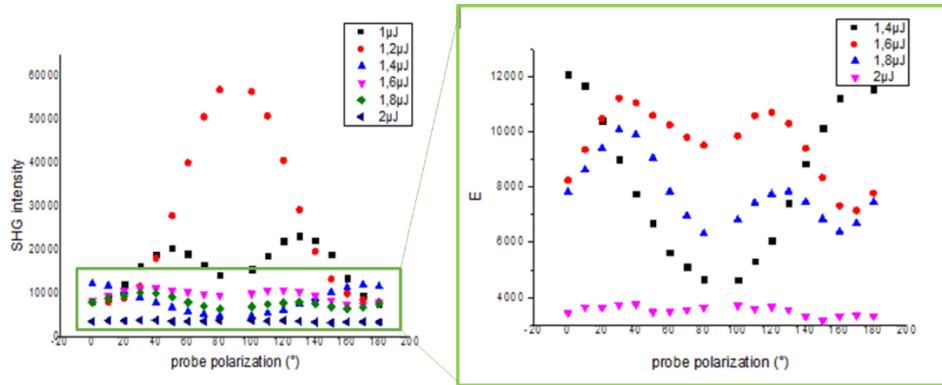 1µJ
1,2µJ
1,4µJ
1,6µJ
1,8µJ
2µJ
60000
50000
40000
30000
20000
10000
0
SHG intensity
-20 0 20 40 60 80 100 120 140 160 180 200
probe polarization (°)
1,4µJ
1,6µJ
1,8µJ
2µJ
12000
10000
8000
6000
4000
E
-20 0 20 40 60 80 100 120 140 160 180 200
probe polarization (°)